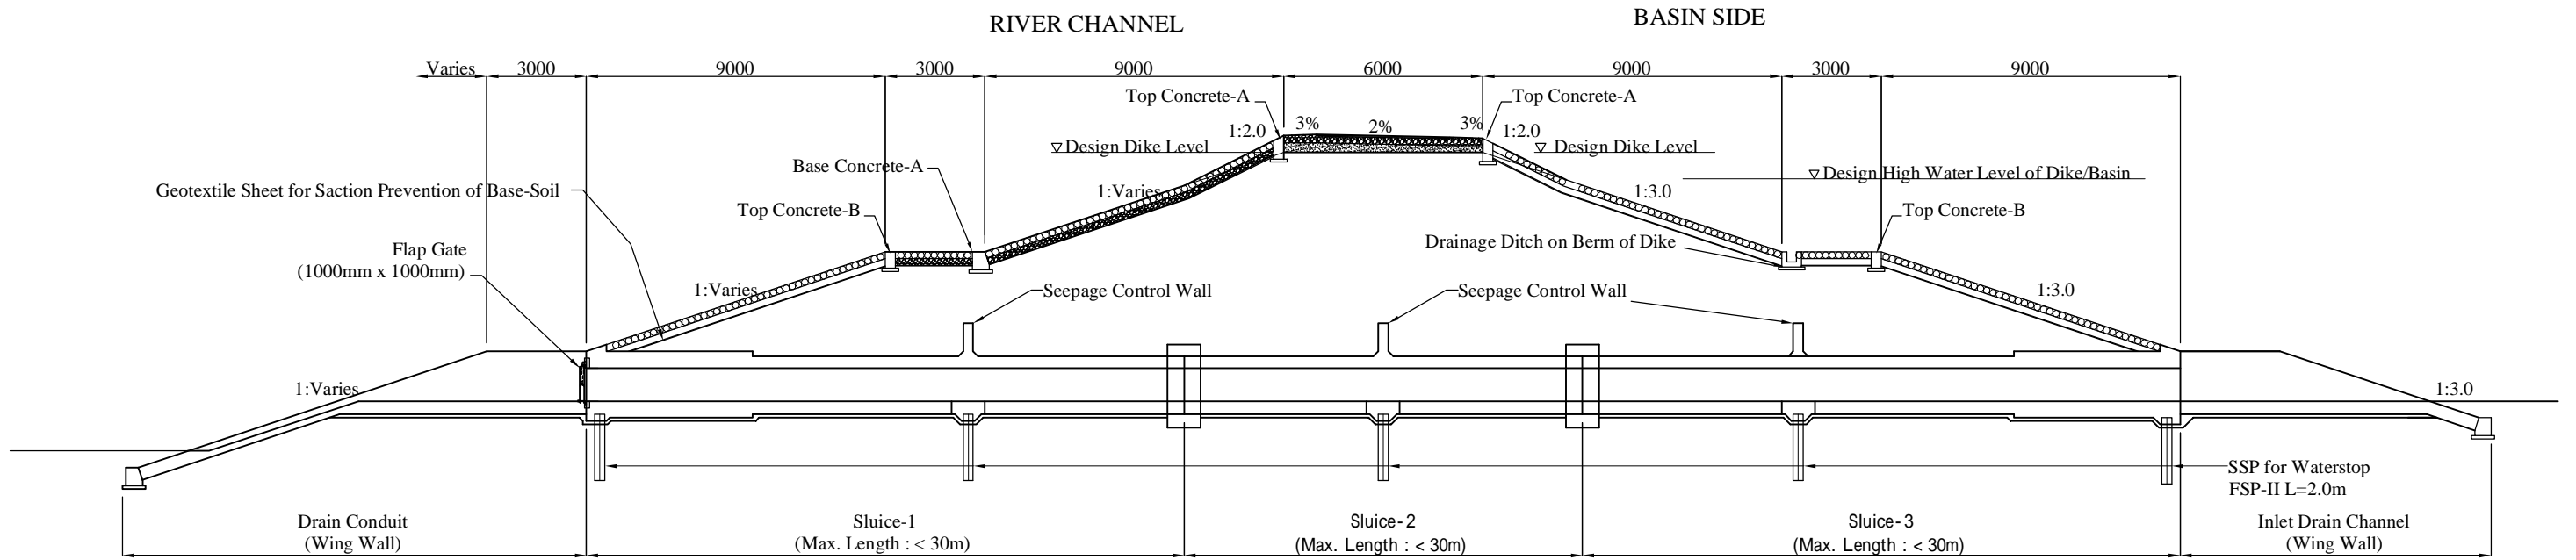 RIVER CHANNEL
BASIN SIDE
Varies
3000
9000
3000
9000
6000
9000
3000
9000
Top Concrete-A
Top Concrete-A
1:2.0
3%
2%
3%
1:2.0
Design Dike Level
Design Dike Level
Base Concrete-A
Design High Water Level of Dike/Basin
Geotextile Sheet for Saction Prevention of Base-Soil
1:Varies
1:3.0
Top Concrete-B
Top Concrete-B
Flap Gate
(1000mm x 1000mm)
Drainage Ditch on Berm of Dike
1:Varies
Seepage Control Wall
Seepage Control Wall
1:3.0
1:Varies
1:3.0
SSP for Waterstop
FSP-II L=2.0m
Drain Conduit
(Wing Wall)
Sluice-1
(Max. Length : < 30m)
Sluice-2
(Max. Length : < 30m)
Sluice-3
(Max. Length : < 30m)
Inlet Drain Channel
(Wing Wall)